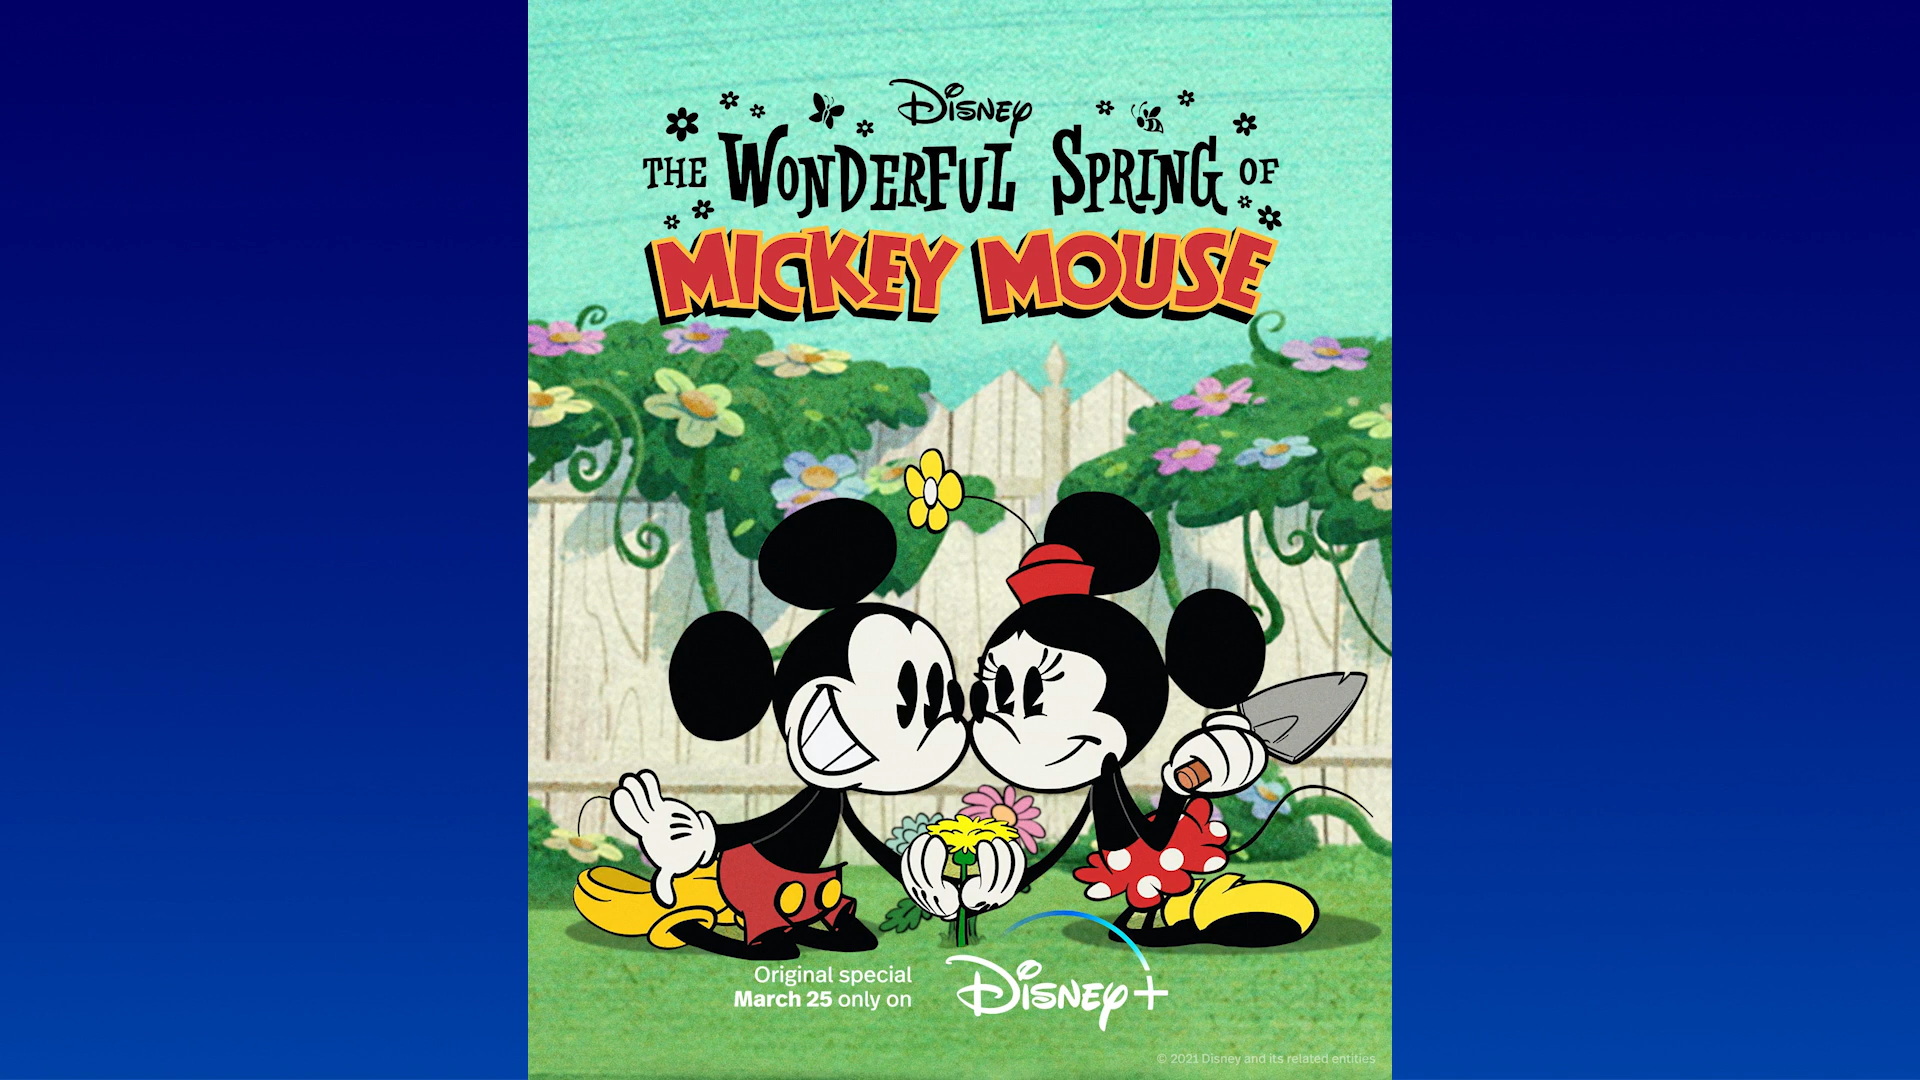 Disney
THE WONDERFUL SPRING OF
MICKEY MOUSE
Original special
March 25 only on
Disney+
© 2021 Disney and its related entities